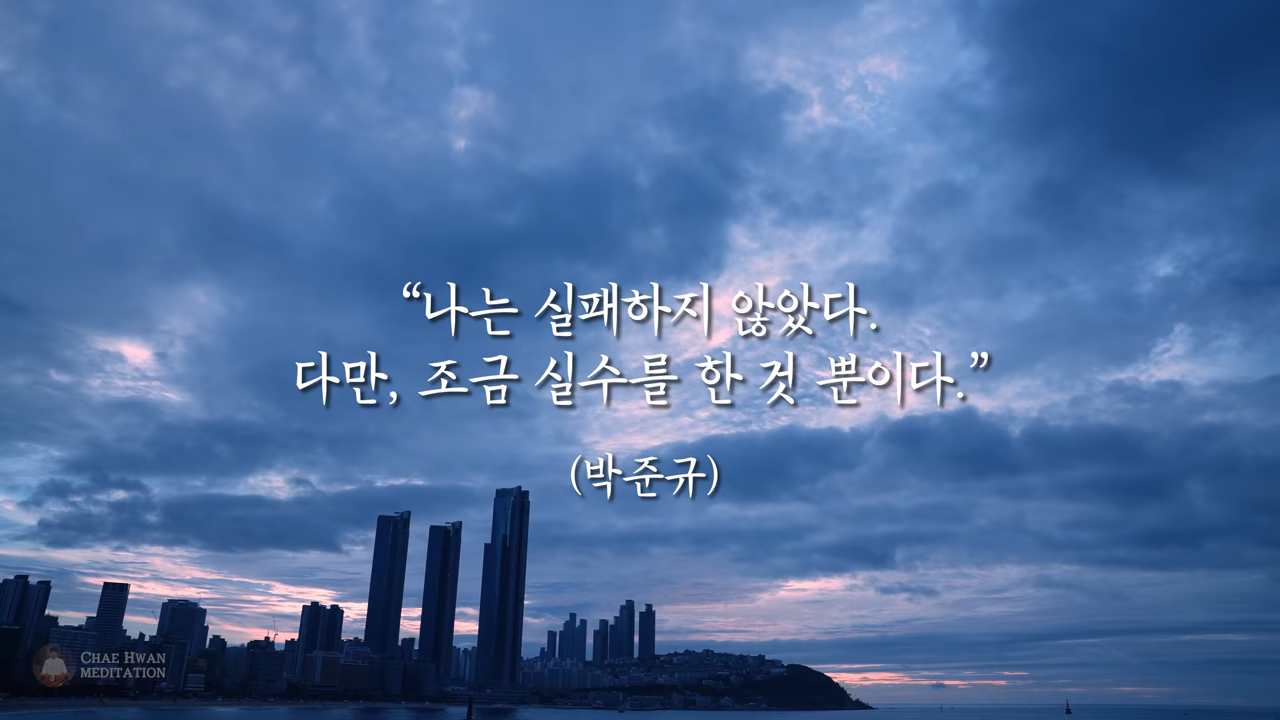 “나는 실패하지 않았다.
다만, 조금 실수를 한 것 뿐이다.”
(박준규)
CHAE HWAN
MEDITATION